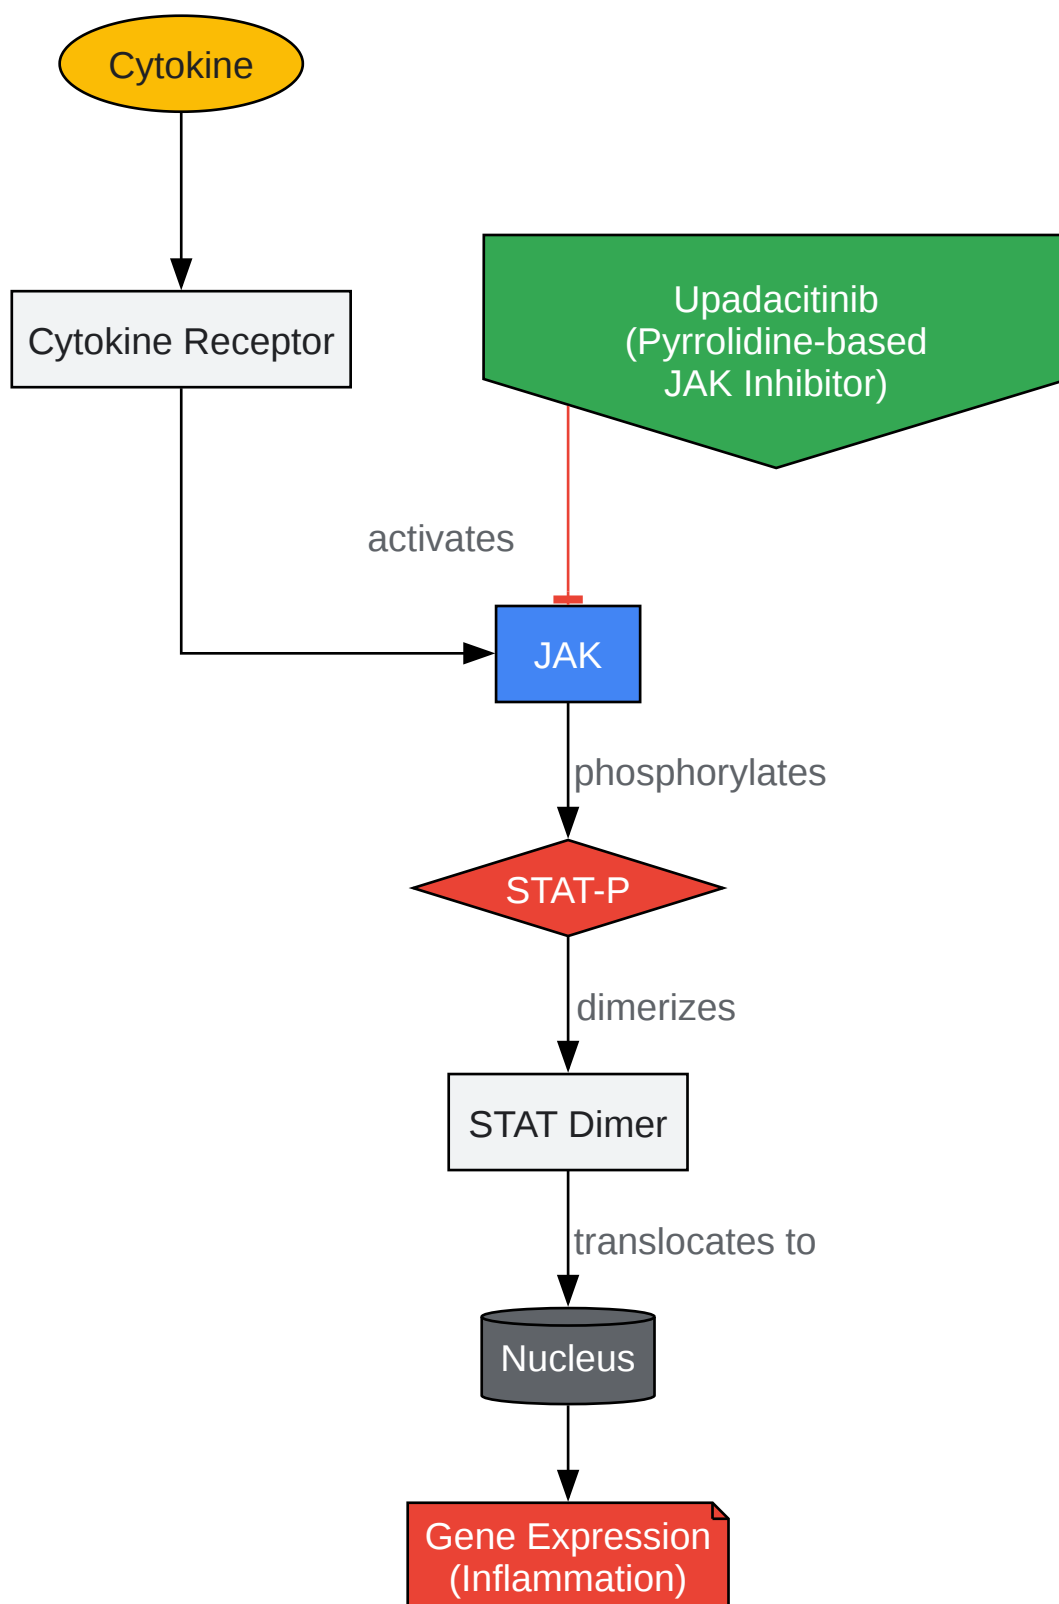 Cytokine
Cytokine Receptor
Upadacitinib
(Pyrrolidine-based
JAK Inhibitor)
activates
JAK
phosphorylates
STAT-P
dimerizes
STAT Dimer
translocates to
Nucleus
Gene Expression
(Inflammation)